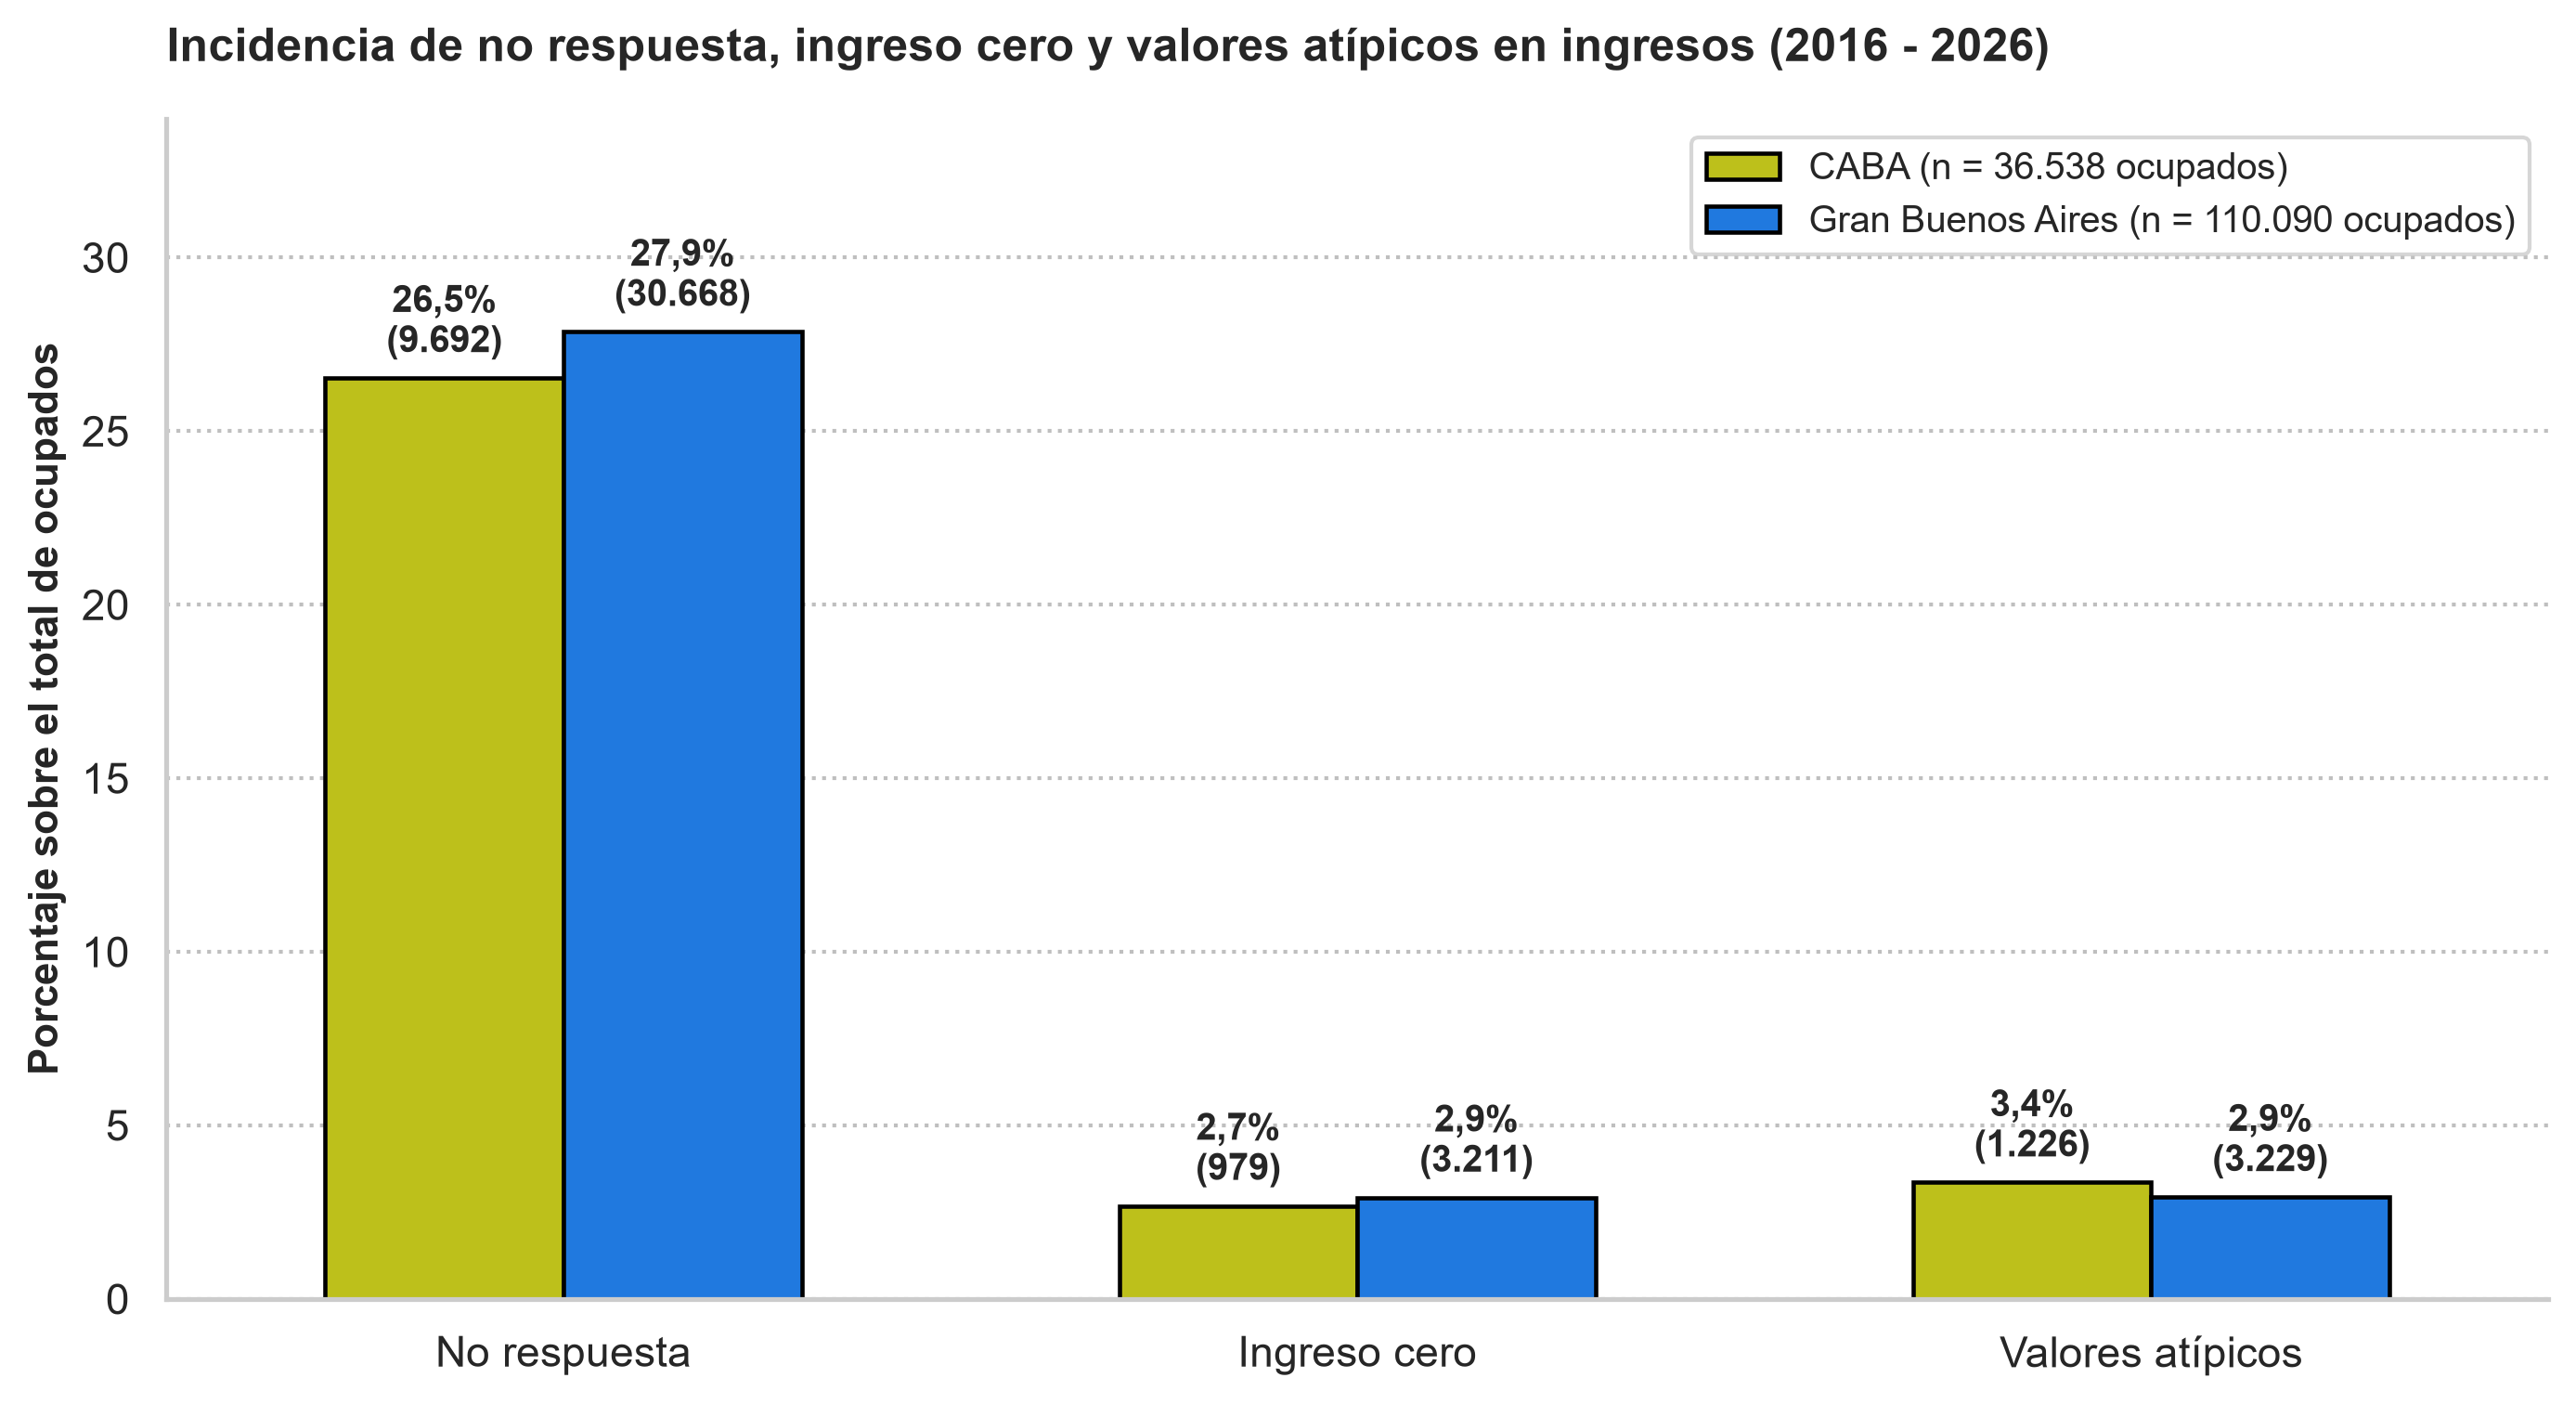 Incidencia de no respuesta, ingreso cero y valores atípicos en ingresos (2016 - 2026)
CABA (n = 36.538 ocupados)
Gran Buenos Aires (n = 110.090 ocupados)
Porcentaje sobre el total de ocupados
30
25
20
15
10
5
0
26,5%
(9.692)
27,9%
(30.668)
2,7%
(979)
2,9%
(3.211)
3,4%
(1.226)
2,9%
(3.229)
No respuesta
Ingreso cero
Valores atípicos